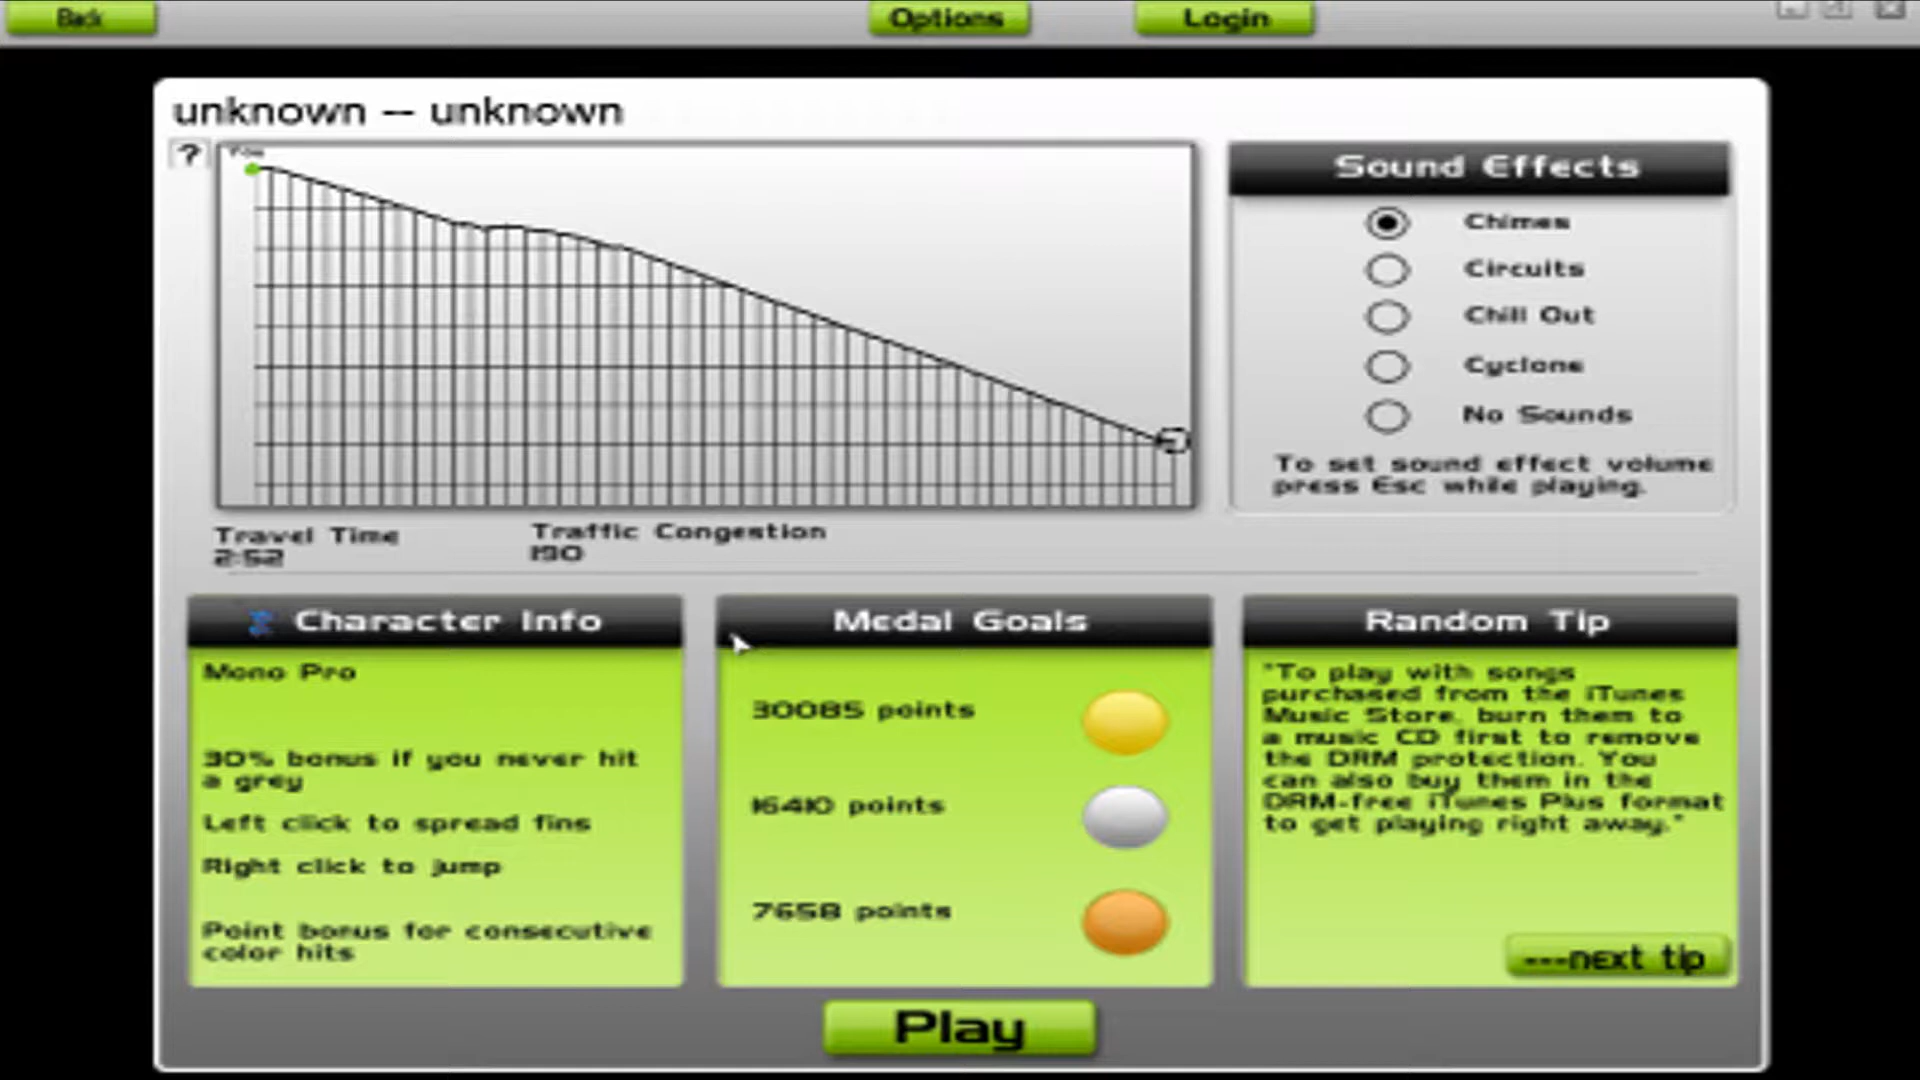 Back
Options
Login
unknown -- unknown
?
You
Sound Effects
Chimes
Circuits
Chill Out
Cyclone
No Sounds
To set sound effect volume
press Esc while playing.
Travel Time
2:52
Traffic Congestion
190
Character Info
Mono Pro
30% bonus if you never hit
a grey
Left click to spread fins
Right click to jump
Point bonus for consecutive
color hits
Medal Goals
30085 points
16410 points
7658 points
Random Tip
"To play with songs
purchased from the iTunes
Music Store, burn them to
a music CD first to remove
the DRM protection. You
can also buy them in the
DRM-free iTunes Plus format
to get playing right away."
---next tip
Play